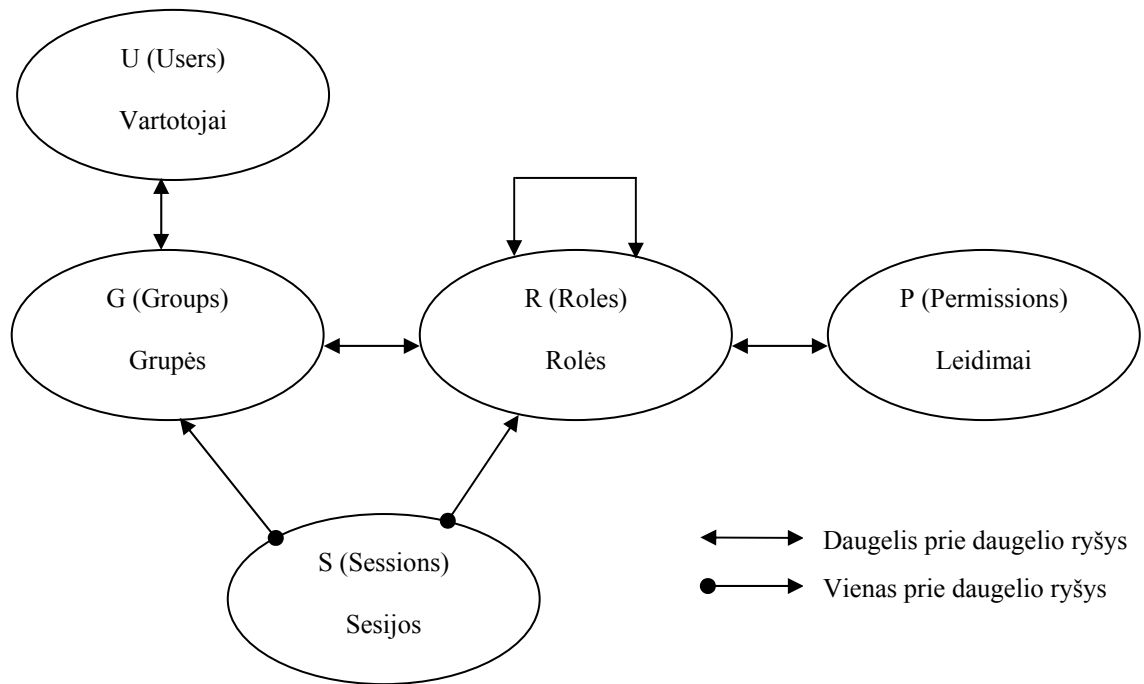 U (Users)
Vartotojai
G (Groups)
Grupės
R (Roles)
Rolės
P (Permissions)
Leidimai
S (Sessions)
Sesijos
Daugelis prie daugelio ryšys
Vienas prie daugelio ryšys